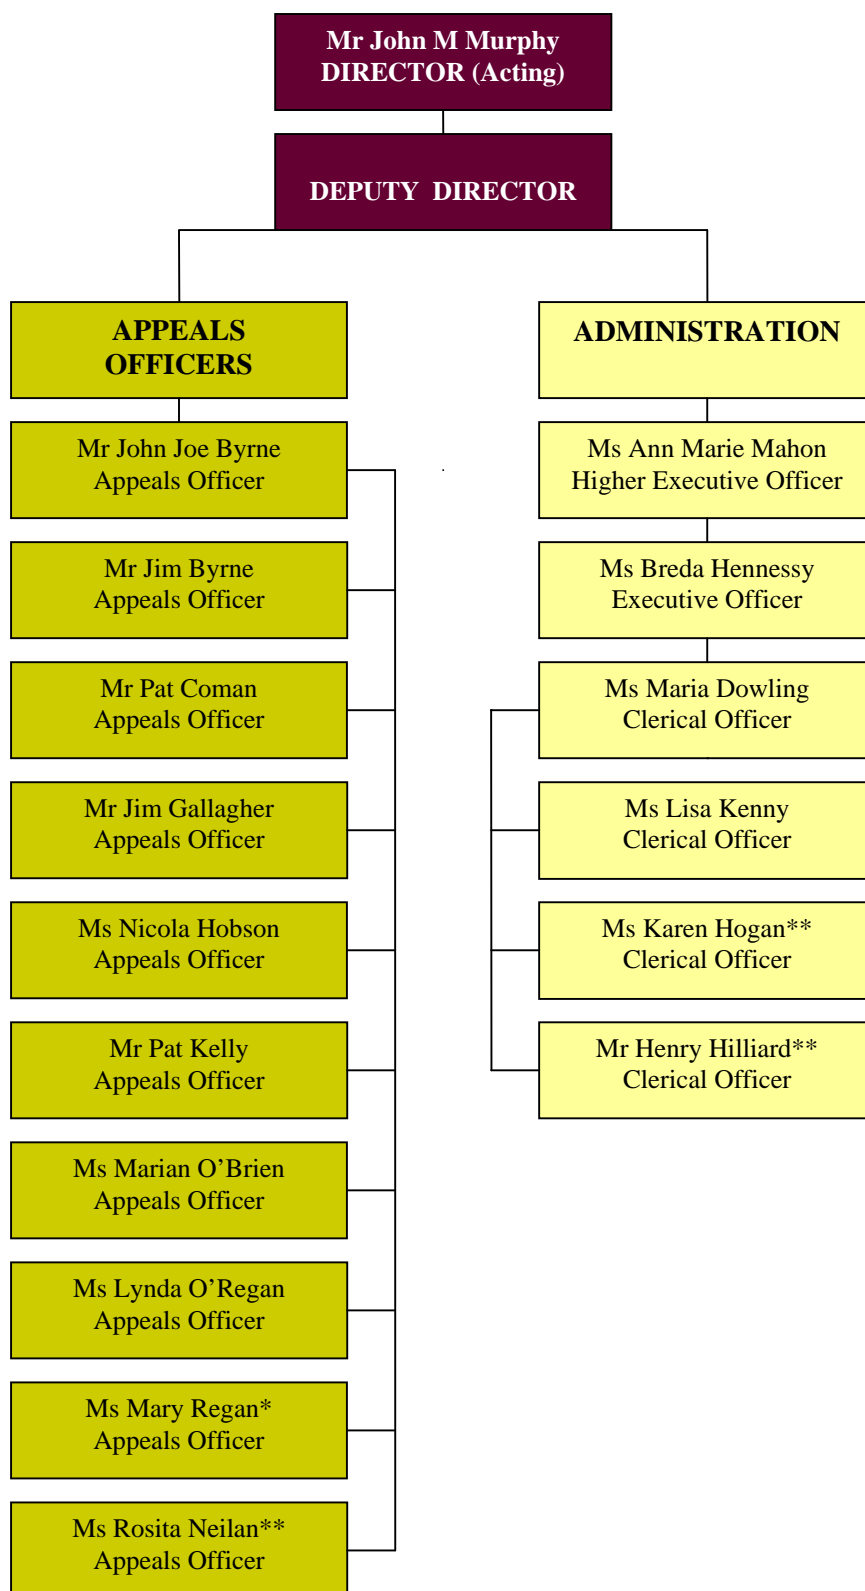 Mr John M Murphy
DIRECTOR (Acting)
DEPUTY DIRECTOR
APPEALS
OFFICERS
Mr John Joe Byrne
Appeals Officer
Mr Jim Byrne
Appeals Officer
Mr Pat Coman
Appeals Officer
Mr Jim Gallagher
Appeals Officer
Ms Nicola Hobson
Appeals Officer
Mr Pat Kelly
Appeals Officer
Ms Marian O’Brien
Appeals Officer
Ms Lynda O’Regan
Appeals Officer
Ms Mary Regan*
Appeals Officer
Ms Rosita Neilan**
Appeals Officer
ADMINISTRATION
Ms Ann Marie Mahon
Higher Executive Officer
Ms Breda Hennessy
Executive Officer
Ms Maria Dowling
Clerical Officer
Ms Lisa Kenny
Clerical Officer
Ms Karen Hogan**
Clerical Officer
Mr Henry Hilliard**
Clerical Officer